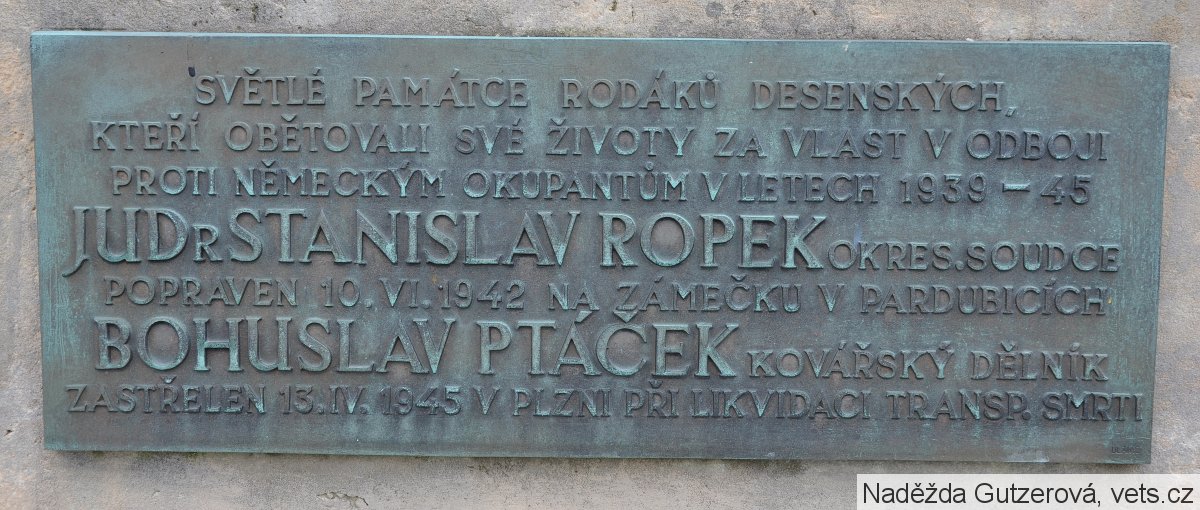 SVĚTLÉ PAMÁTCE RODÁKŮ DESENSKÝCH,
KTEŘÍ OBĚTOVALI SVÉ ŽIVOTY ZA VLAST V ODBOJI
PROTI NĚMECKÝM OKUPANTŮM V LETECH 1939 – 45
JUDr STANISLAV ROPEK OKRES. SOUDCE
POPRAVEN 10. VI. 1942 NA ZÁMEČKU V PARDUBICÍCH
BOHUSLAV PTÁČEK KOVÁŘSKÝ DĚLNÍK
ZASTŘELEN 13. IV. 1945 V PLZNI PŘI LIKVIDACI TRANSP. SMRTI
Naděžda Gutzerová, vets.cz